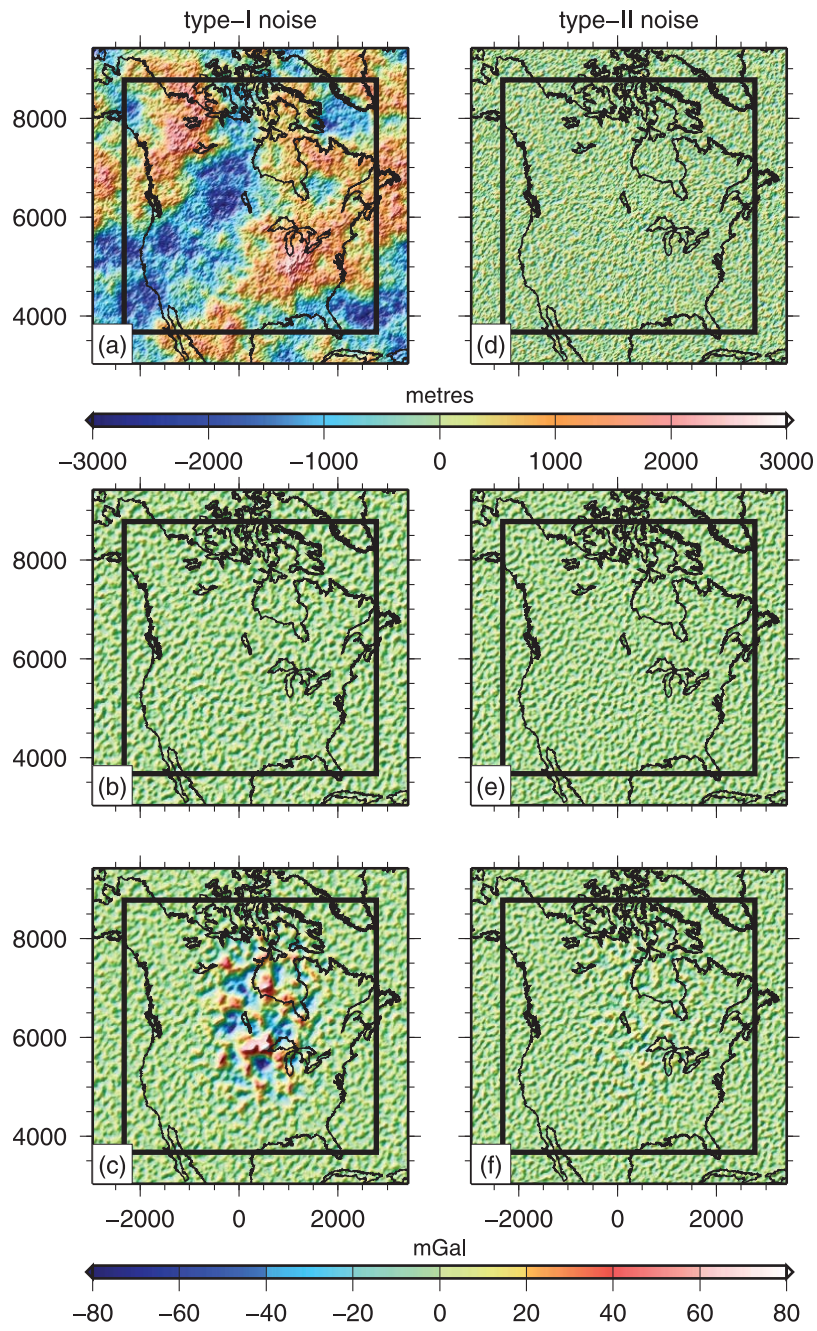 type–I noise type–II noise
8000
6000
4000
(a) (d)
metres
−3000 −2000 −1000 0 1000 2000 3000
8000
6000
4000
(b) (e)
8000
6000
4000
(c) (f)
−2000 0 2000 −2000 0 2000
mGal
−80 −60 −40 −20 0 20 40 60 80